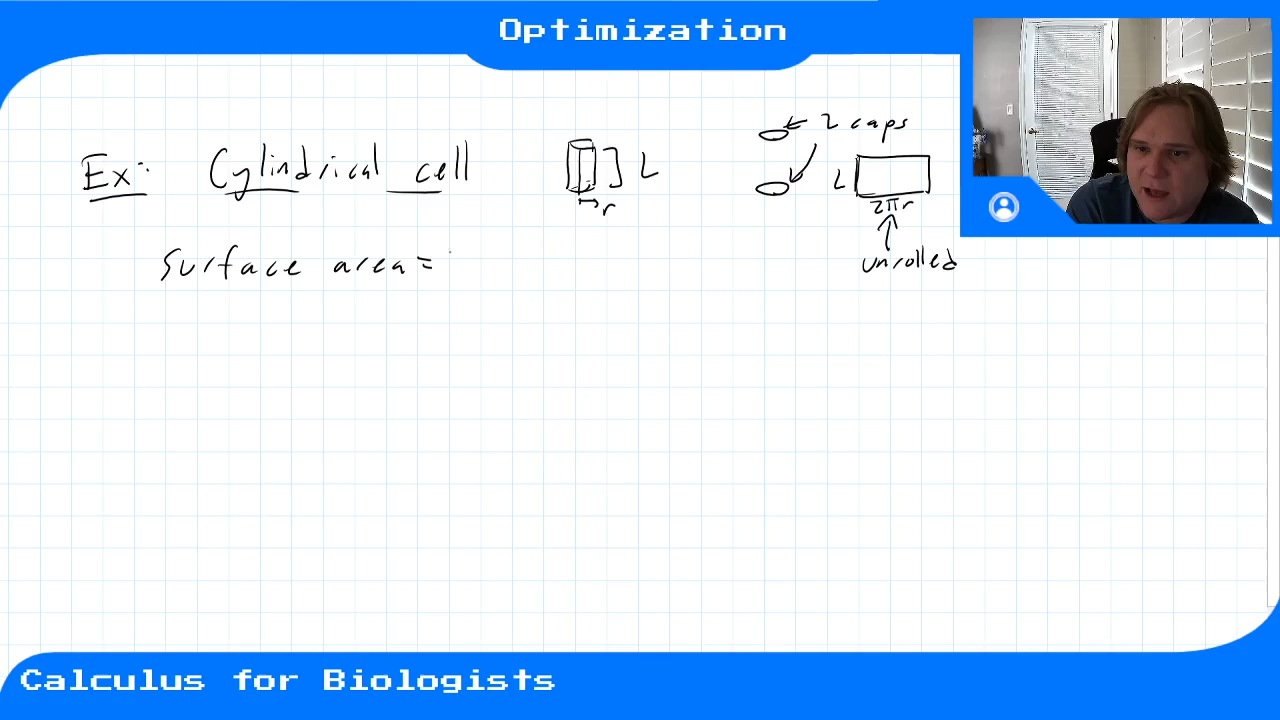 Optimization
Ex: Cylindrical cell
L
r
2 caps
L
2πr
unrolled
Surface area=
Calculus for Biologists